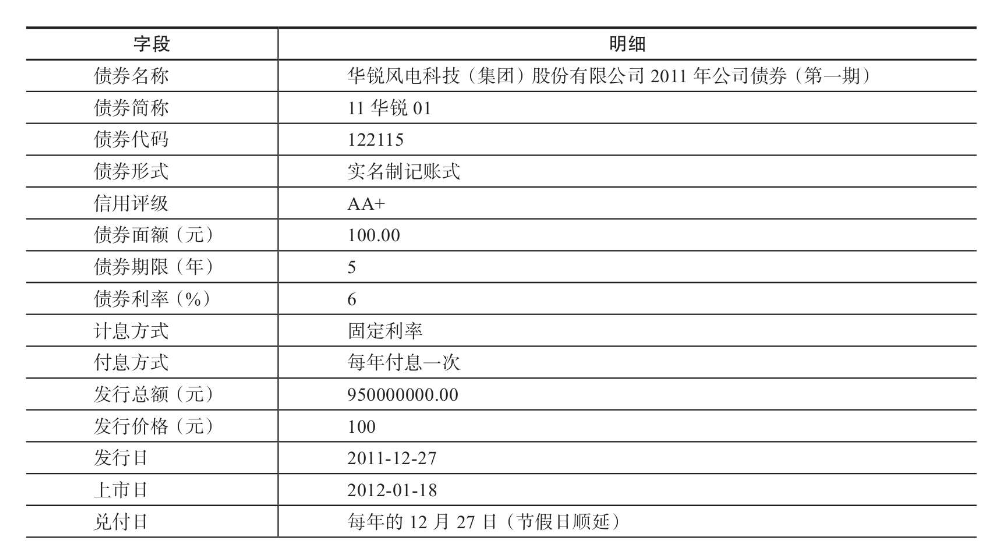 字段 明细
债券名称 华锐风电科技（集团）股份有限公司 2011 年公司债券（第一期）
债券简称 11 华锐 01
债券代码 122115
债券形式 实名制记账式
信用评级 AA+
债券面额（元） 100.00
债券期限（年） 5
债券利率（%） 6
计息方式 固定利率
付息方式 每年付息一次
发行总额（元） 950000000.00
发行价格（元） 100
发行日 2011-12-27
上市日 2012-01-18
兑付日 每年的 12 月 27 日（节假日顺延）